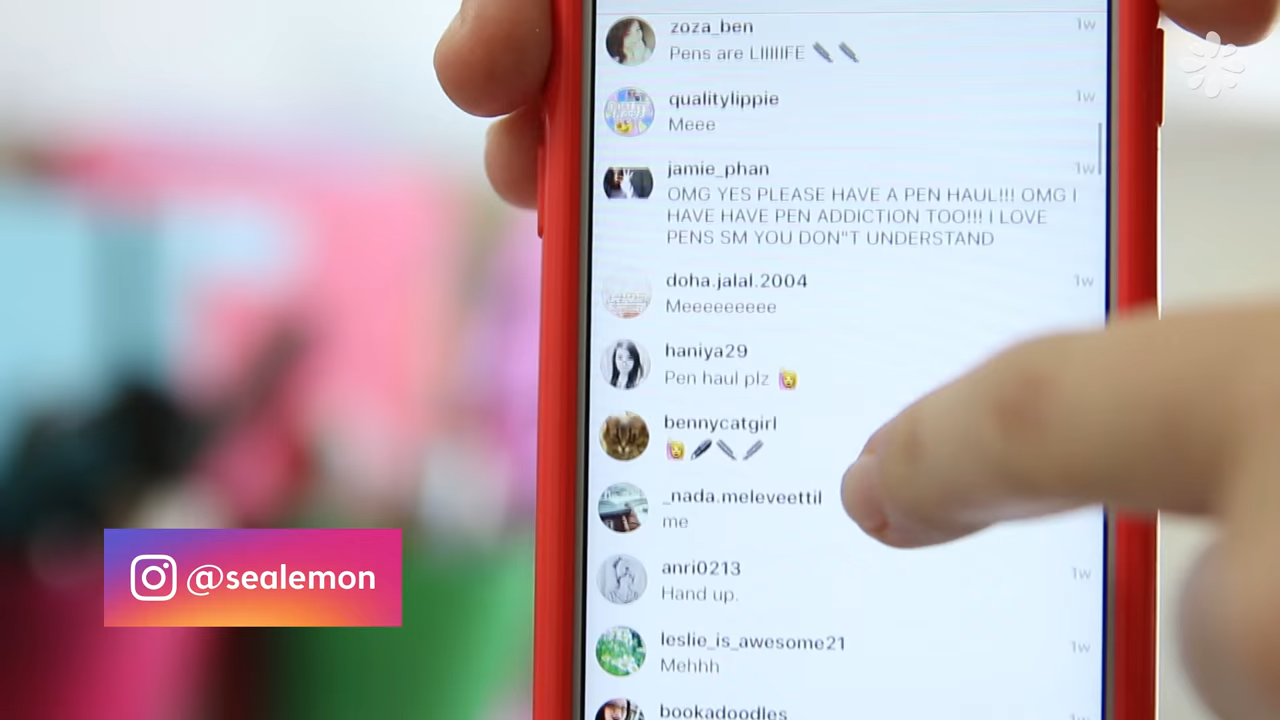 zoza_ben 1w
Pens are LIIIIIFE
qualitylippie 1w
Meee
jamie_phan 1w
OMG YES PLEASE HAVE A PEN HAUL!!! OMG I
HAVE HAVE PEN ADDICTION TOO!!! I LOVE
PENS SM YOU DON"T UNDERSTAND
doha.jalal.2004 1w
Meeeeeeeee
haniya29
Pen haul plz
bennycatgirl
_nada.meleveettil
me
anri0213 1w
Hand up.
leslie_is_awesome21 1w
Mehhh
bookadoodles 1w
@sealemon